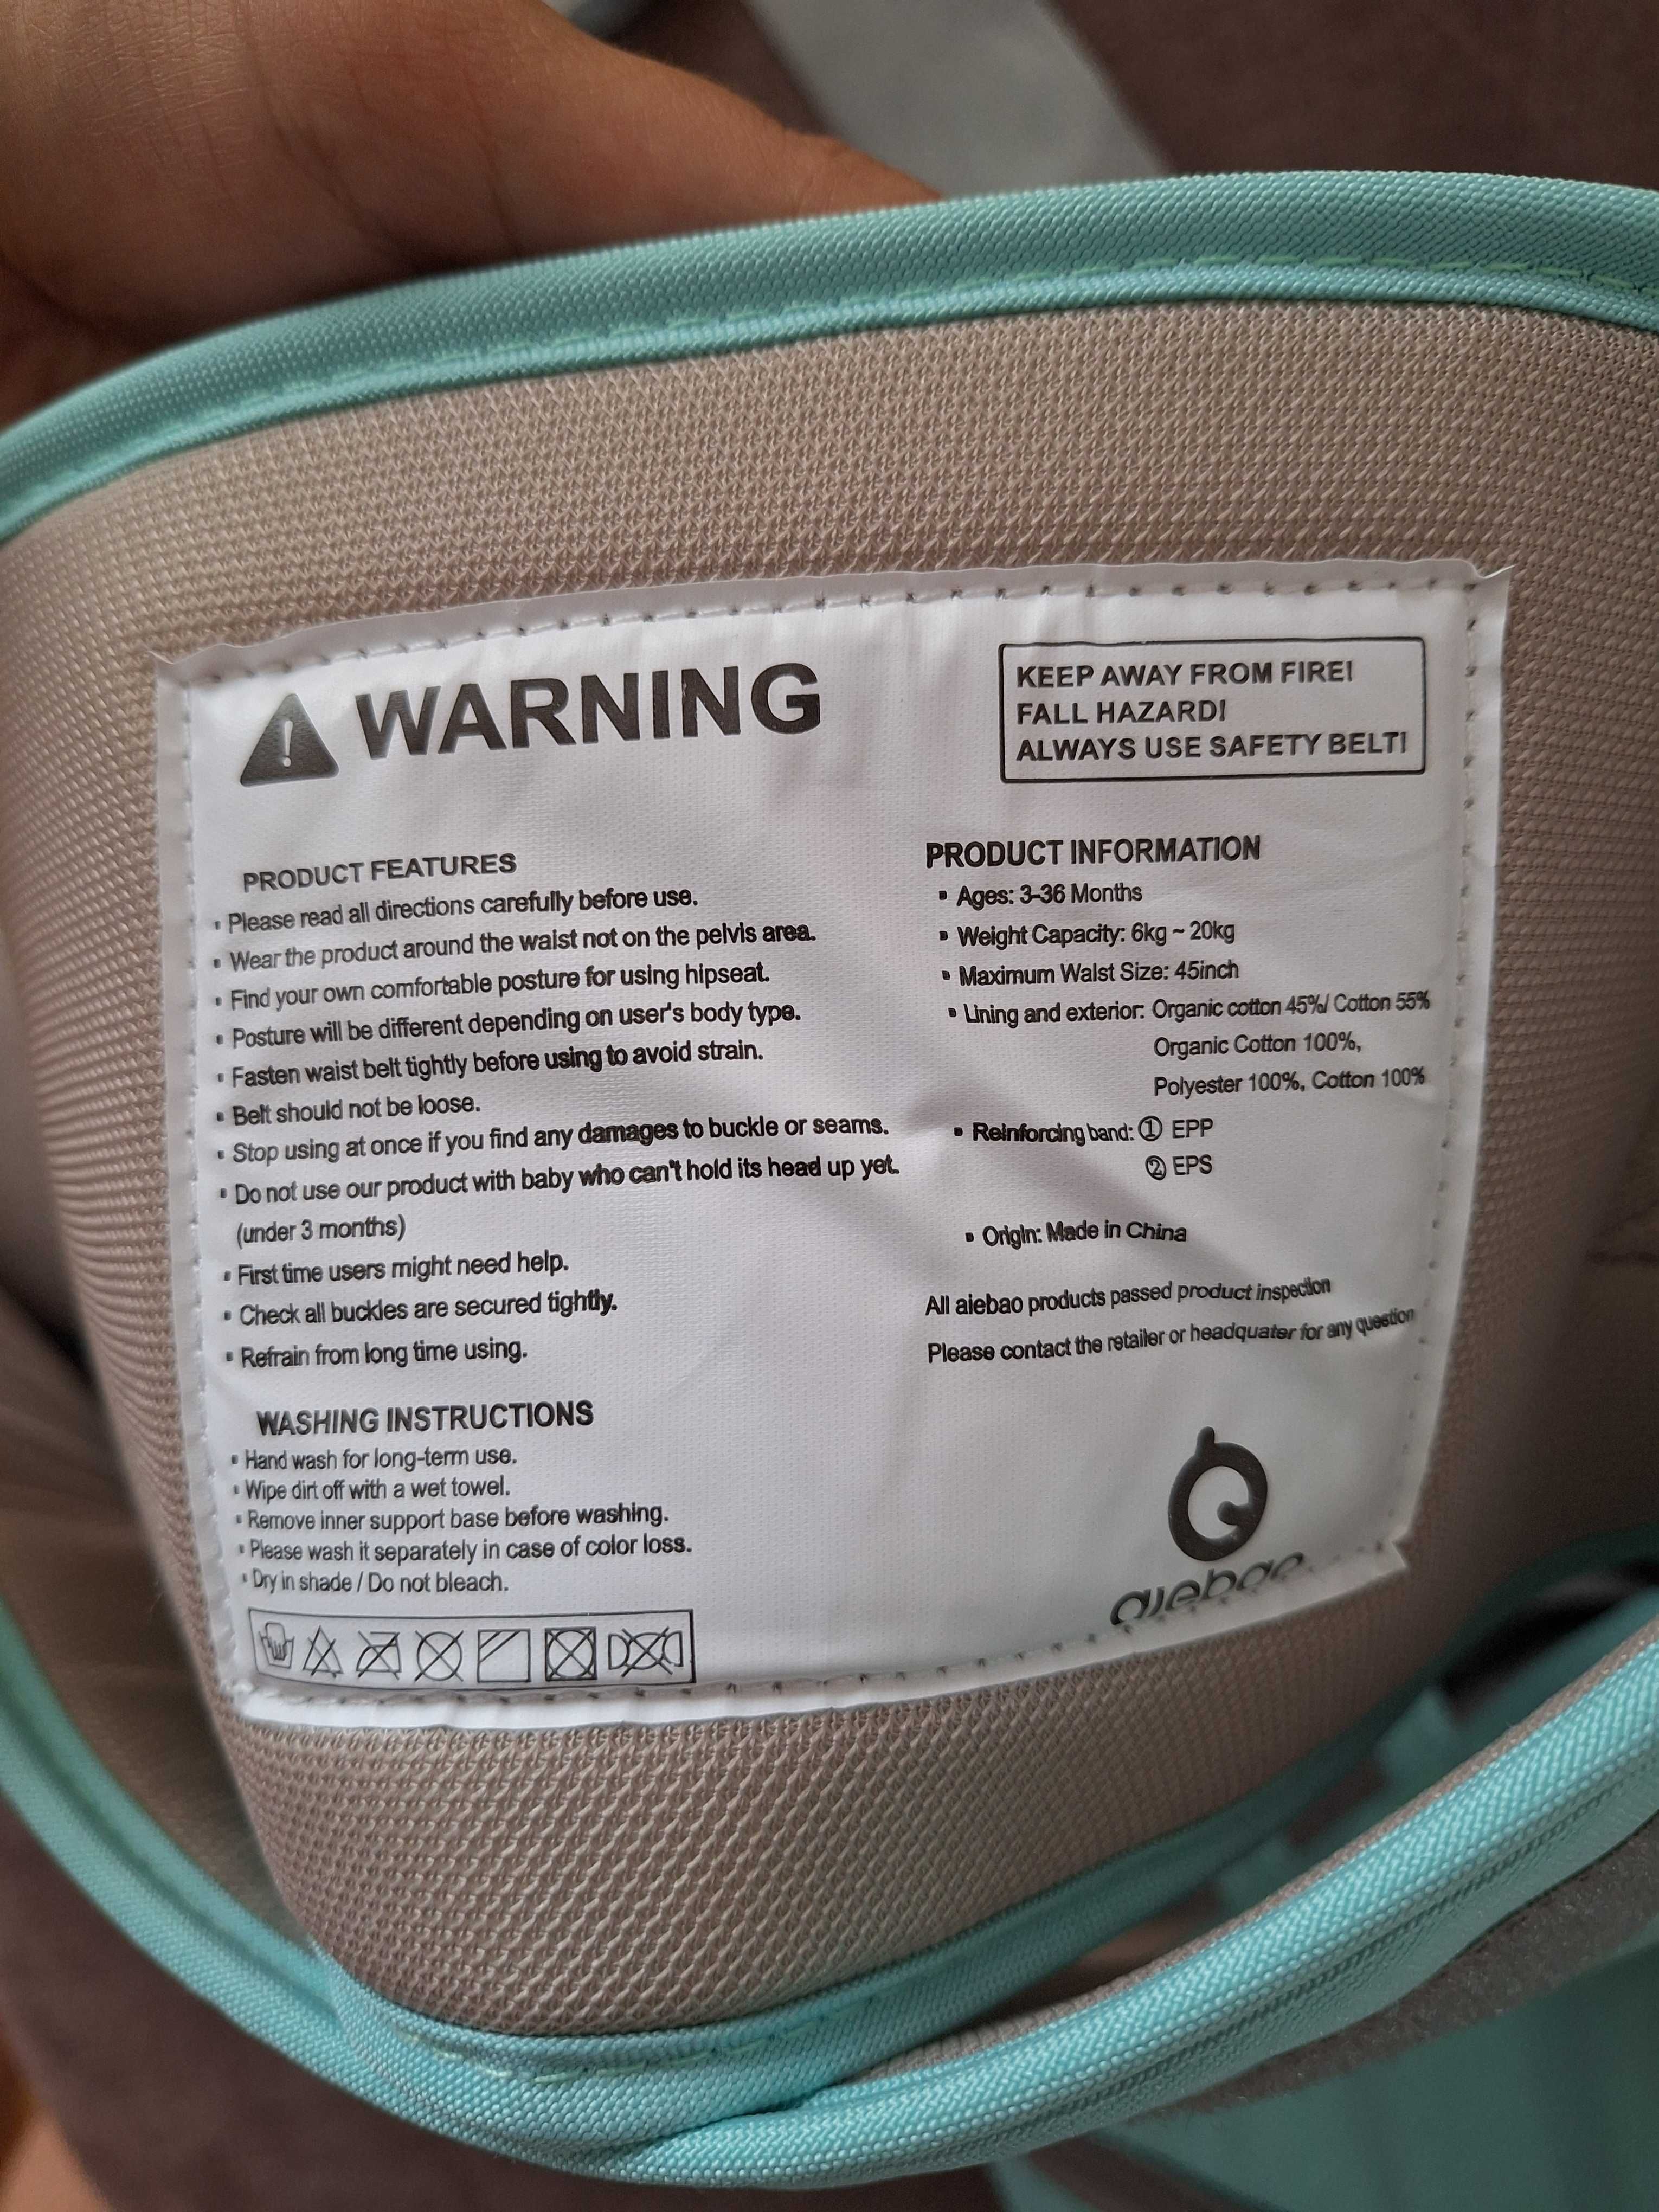 WARNING
KEEP AWAY FROM FIRE!
FALL HAZARD!
ALWAYS USE SAFETY BELT!
PRODUCT FEATURES
• Please read all directions carefully before use.
• Wear the product around the waist not on the pelvis area.
• Find your own comfortable posture for using hipseat.
• Posture will be different depending on user's body type.
• Fasten waist belt tightly before using to avoid strain.
• Belt should not be loose.
• Stop using at once if you find any damages to buckle or seams.
• Do not use our product with baby who can't hold its head up yet.
(under 3 months)
• First time users might need help.
• Check all buckles are secured tightly.
• Refrain from long time using.
WASHING INSTRUCTIONS
• Hand wash for long-term use.
• Wipe dirt off with a wet towel.
• Remove inner support base before washing.
• Please wash it separately in case of color loss.
• Dry in shade / Do not bleach.
PRODUCT INFORMATION
• Ages: 3-36 Months
• Weight Capacity: 6kg ~ 20kg
• Maximum Waist Size: 45inch
• Lining and exterior: Organic cotton 45%/ Cotton 55%
Organic Cotton 100%,
Polyester 100%, Cotton 100%
• Reinforcing band: ① EPP
② EPS
• Origin: Made in China
All aiebao products passed product inspection
Please contact the retailer or headquater for any question
aiebao